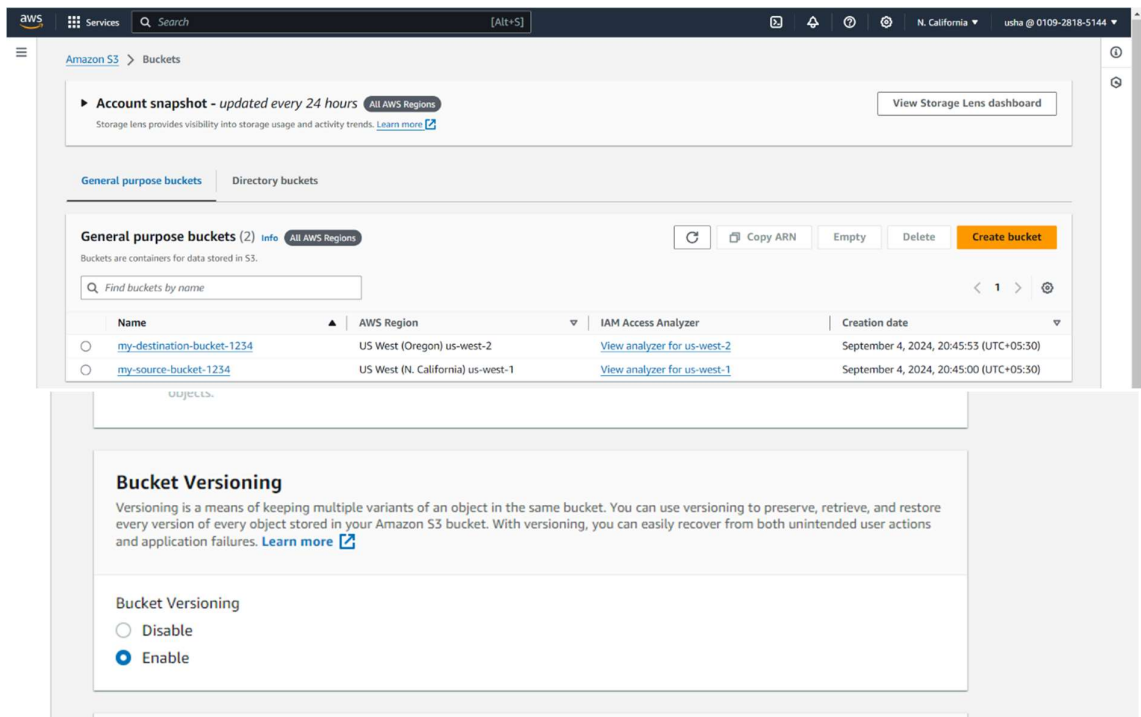 aws Services Search [Alt+S] N. California ▼ usha @ 0109-2818-5144 ▼
Amazon S3 > Buckets
Account snapshot - updated every 24 hours All AWS Regions
View Storage Lens dashboard
Storage lens provides visibility into storage usage and activity trends. Learn more
General purpose buckets Directory buckets
General purpose buckets (2) Info All AWS Regions
Copy ARN Empty Delete Create bucket
Buckets are containers for data stored in S3.
Find buckets by name
< 1 >
Name AWS Region IAM Access Analyzer Creation date
my-destination-bucket-1234 US West (Oregon) us-west-2 View analyzer for us-west-2 September 4, 2024, 20:45:53 (UTC+05:30)
my-source-bucket-1234 US West (N. California) us-west-1 View analyzer for us-west-1 September 4, 2024, 20:45:00 (UTC+05:30)
objects.
Bucket Versioning
Versioning is a means of keeping multiple variants of an object in the same bucket. You can use versioning to preserve, retrieve, and restore
every version of every object stored in your Amazon S3 bucket. With versioning, you can easily recover from both unintended user actions
and application failures. Learn more
Bucket Versioning
Disable
Enable